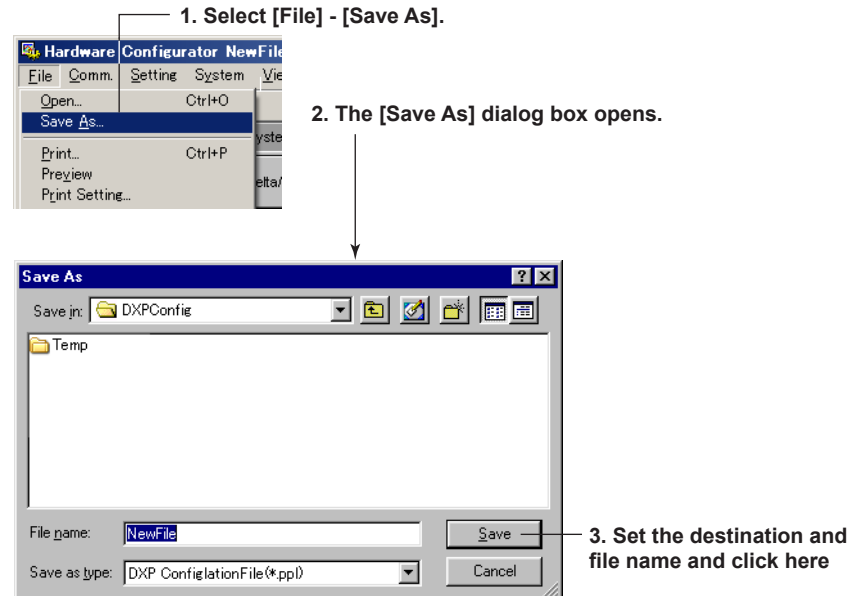 1. Select [File] - [Save As].
Hardware Configurator NewFile
File Comm. Setting System Vie
Open... Ctrl+O
Save As...
yste
Print... Ctrl+P
Preview
elta/
Print Setting...
2. The [Save As] dialog box opens.
Save As
Save in: DXPConfig
Temp
File name: NewFile Save
Save as type: DXP ConfiglationFile(*.ppl) Cancel
3. Set the destination and
file name and click here